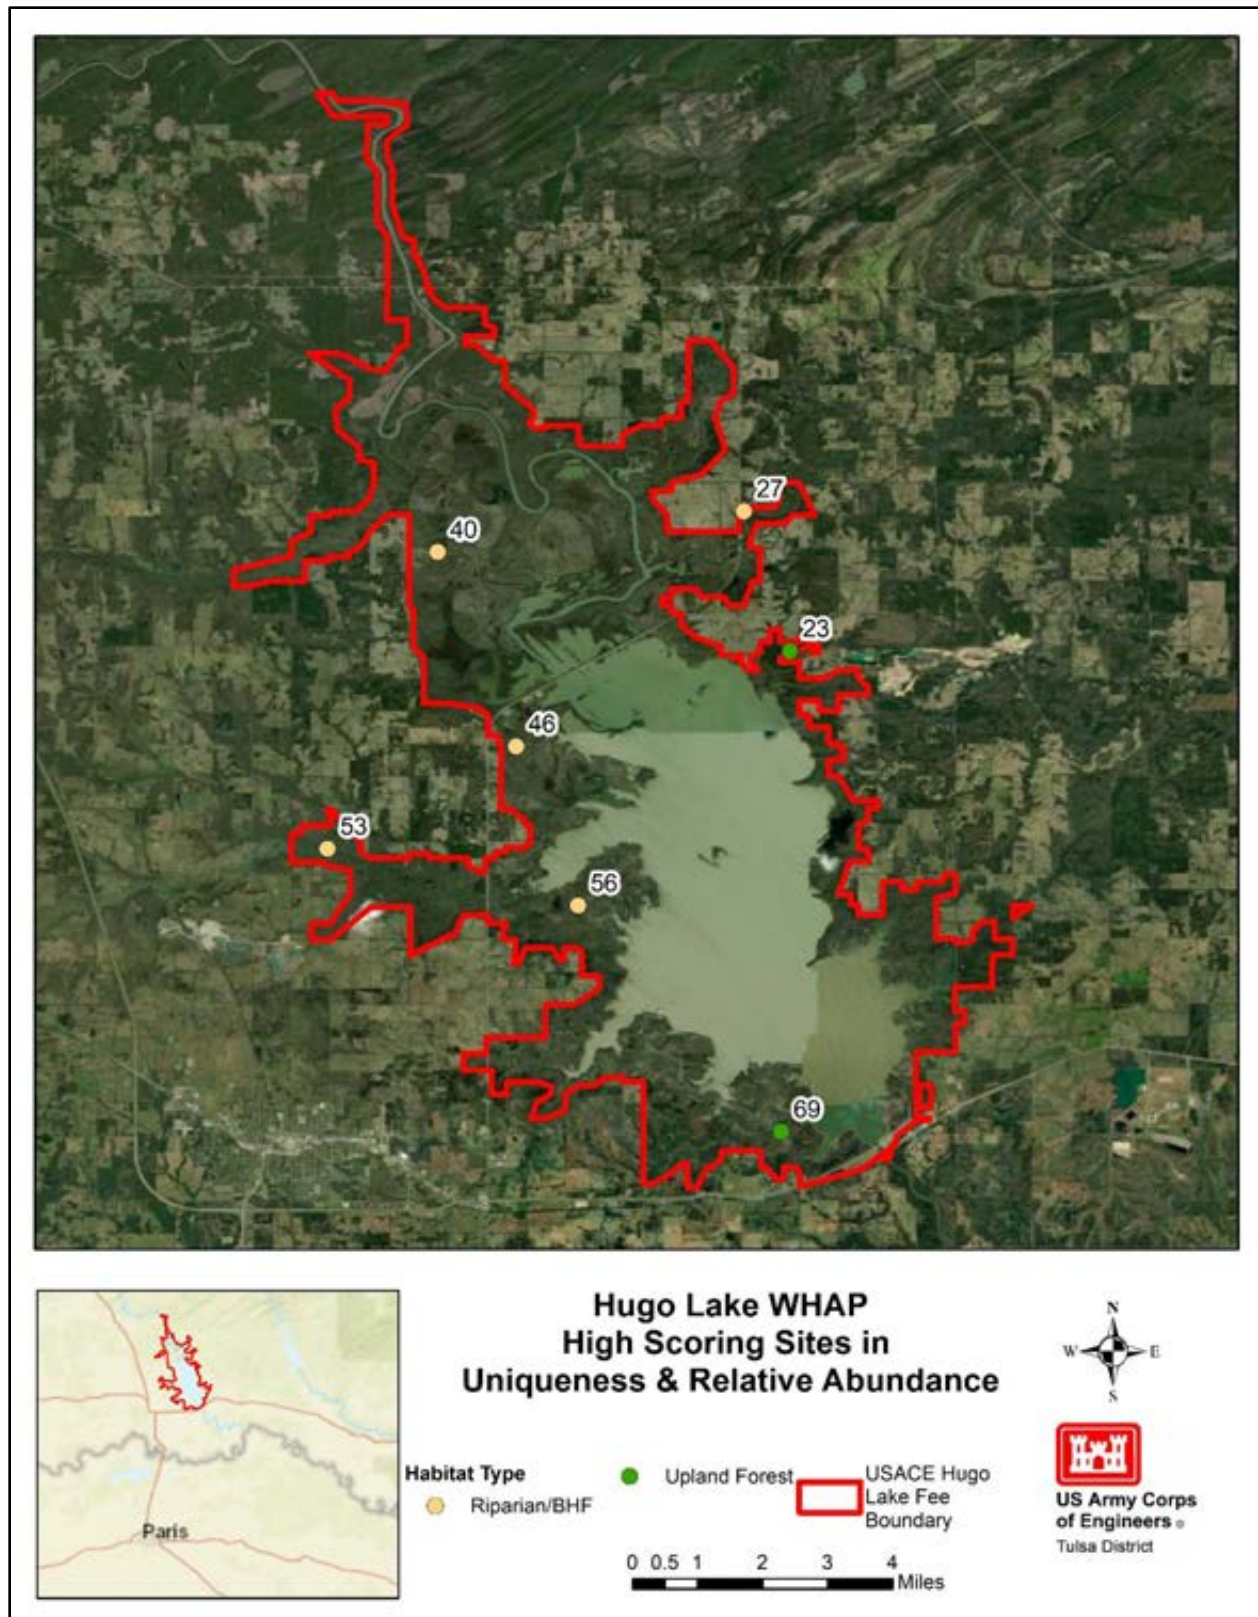 27
40
23
46
53
56
69
Hugo Lake WHAP
High Scoring Sites in
Uniqueness & Relative Abundance
N
W E
S
Paris
Habitat Type
Riparian/BHF
Upland Forest
USACE Hugo
Lake Fee
Boundary
0 0.5 1 2 3 4
Miles
US Army Corps
of Engineers ®
Tulsa District